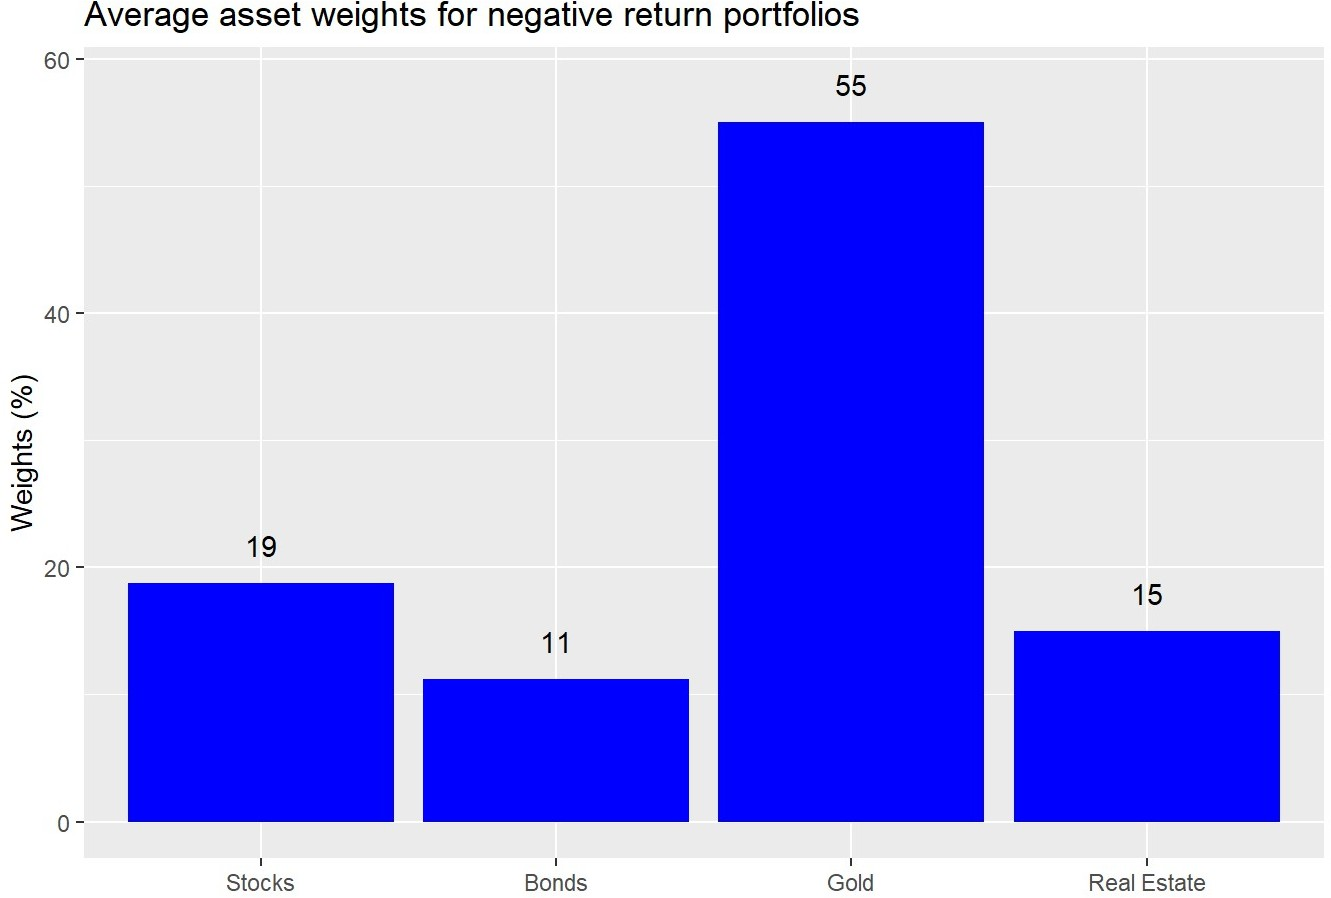 Average asset weights for negative return portfolios
Weights (%)
60
40
20
0
19
11
55
15
Stocks
Bonds
Gold
Real Estate